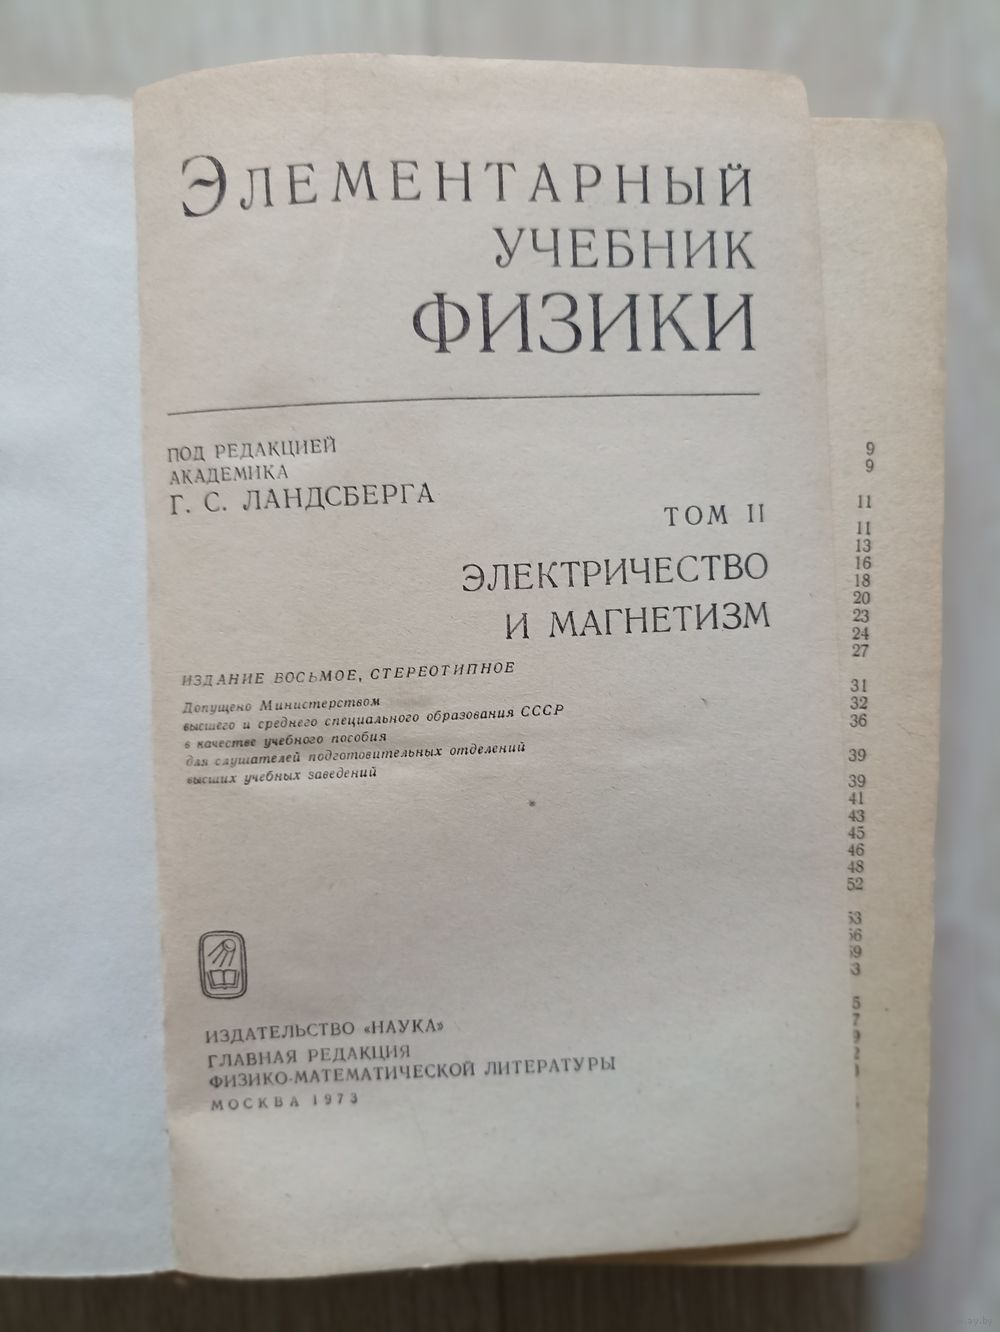 ЭЛЕМЕНТАРНЫЙ
УЧЕБНИК
ФИЗИКИ
ПОД РЕДАКЦИЕЙ
АКАДЕМИКА
Г. С. ЛАНДСБЕРГА
ТОМ II
ЭЛЕКТРИЧЕСТВО
И МАГНЕТИЗМ
ИЗДАНИЕ ВОСЬМОЕ, СТЕРЕОТИПНОЕ
Допущено Министерством
высшего и среднего специального образования СССР
в качестве учебного пособия
для слушателей подготовительных отделений
высших учебных заведений
ИЗДАТЕЛЬСТВО «НАУКА»
ГЛАВНАЯ РЕДАКЦИЯ
ФИЗИКО-МАТЕМАТИЧЕСКОЙ ЛИТЕРАТУРЫ
МОСКВА 1973
9
9
11
11
13
16
18
20
23
24
27
31
32
36
39
39
41
43
45
46
48
52